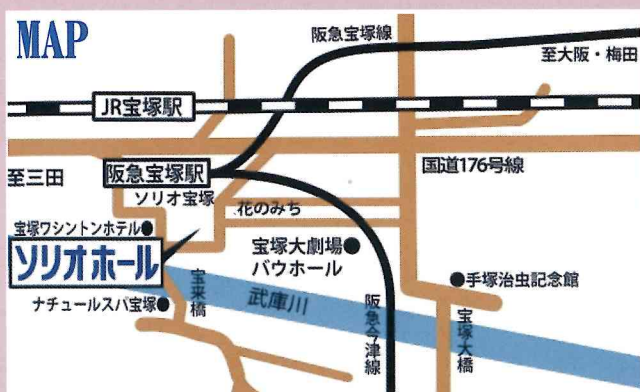 MAP
阪急宝塚線
至大阪・梅田
JR宝塚駅
国道176号線
至三田
阪急宝塚駅
ソリオ宝塚
花のみち
宝塚ワシントンホテル
ソリオホール
宝塚大劇場
バウホール
手塚治虫記念館
宝来橋
武庫川
ナチュールスパ宝塚
阪急今津線
宝塚大橋